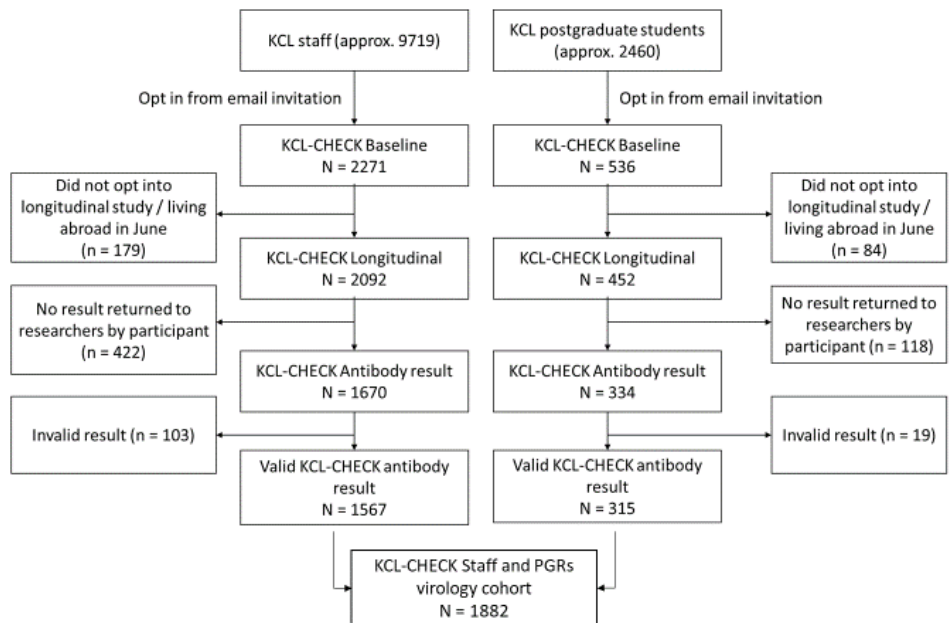 KCL staff (approx. 9719)
KCL postgraduate students
(approx. 2460)
Opt in from email invitation
Opt in from email invitation
KCL-CHECK Baseline
N = 2271
KCL-CHECK Baseline
N = 536
Did not opt into
longitudinal study / living
abroad in June
(n = 179)
Did not opt into
longitudinal study /
living abroad in June
(n = 84)
KCL-CHECK Longitudinal
N = 2092
KCL-CHECK Longitudinal
N = 452
No result returned to
researchers by participant
(n = 422)
No result returned to
researchers by
participant (n = 118)
KCL-CHECK Antibody result
N = 1670
KCL-CHECK Antibody result
N = 334
Invalid result (n = 103)
Invalid result (n = 19)
Valid KCL-CHECK antibody
result
N = 1567
Valid KCL-CHECK antibody
result
N = 315
KCL-CHECK Staff and PGRs
virology cohort
N = 1882